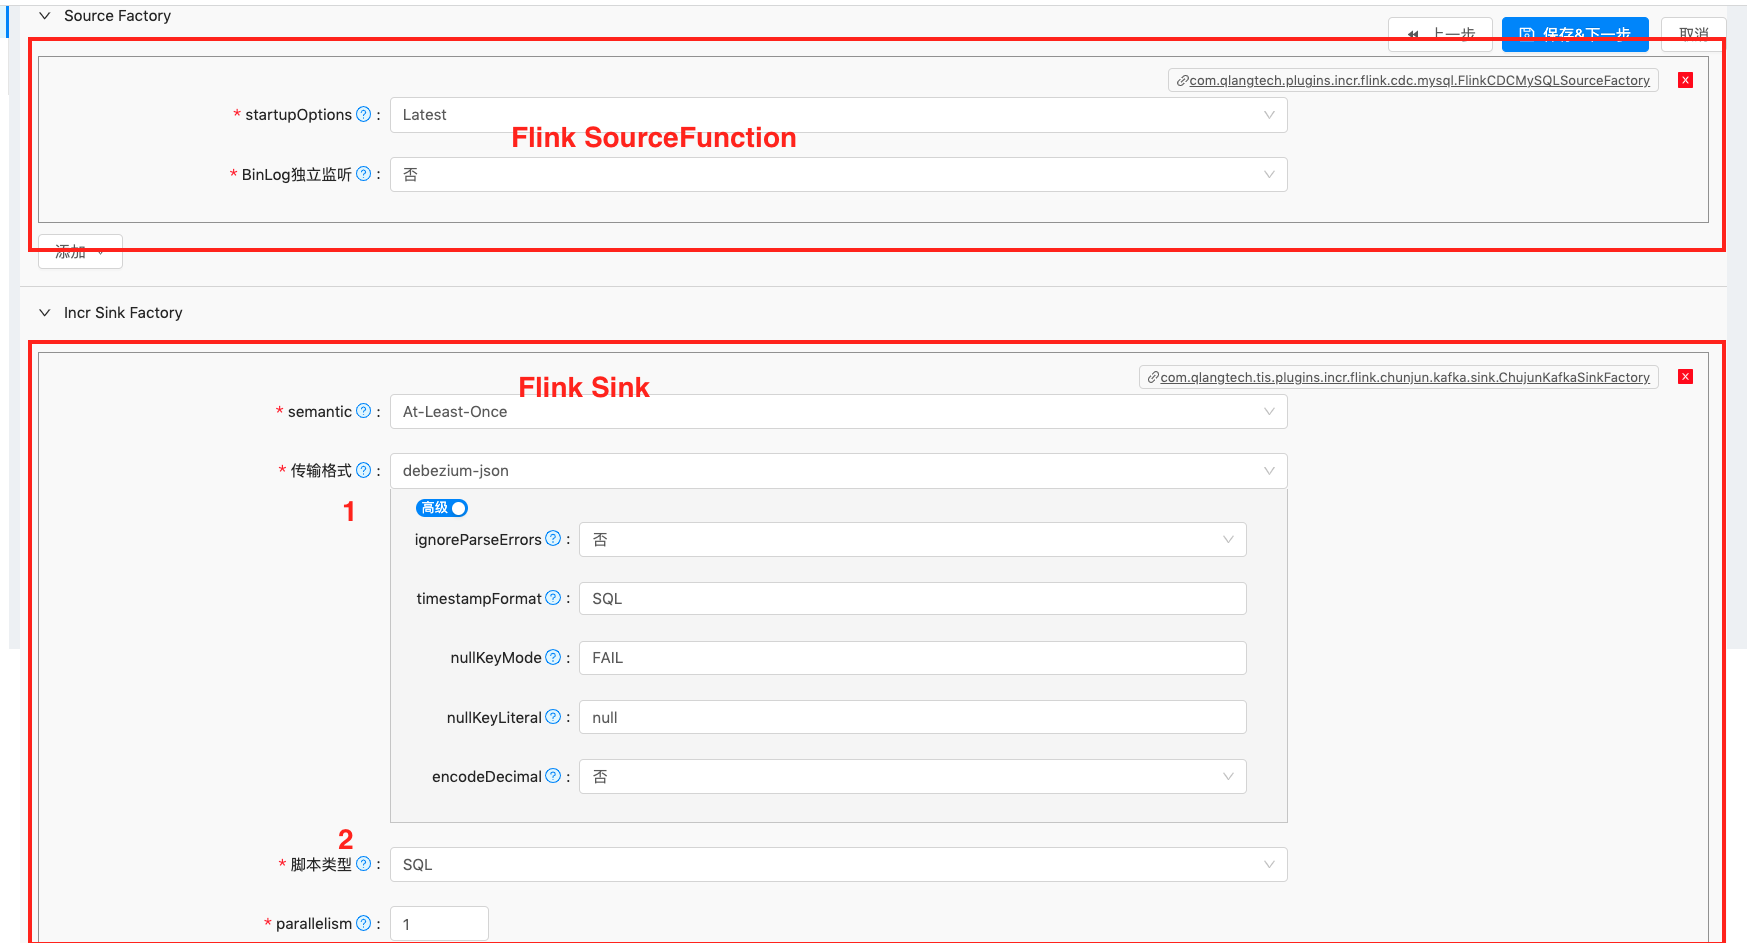 Source Factory
上一步
保存&下一步
取消
com.qlangtech.plugins.incr.flink.cdc.mysql.FlinkCDCMySQLSourceFactory
* startupOptions ? : Latest
Flink SourceFunction
* BinLog独立监听 ? : 否
添加
Incr Sink Factory
com.qlangtech.tis.plugins.incr.flink.chunjun.kafka.sink.ChujunKafkaSinkFactory
Flink Sink
* semantic ? : At-Least-Once
* 传输格式 ? : debezium-json
1
高级
ignoreParseErrors ? : 否
timestampFormat ? : SQL
nullKeyMode ? : FAIL
nullKeyLiteral ? : null
encodeDecimal ? : 否
2
* 脚本类型 ? : SQL
* parallelism ? : 1